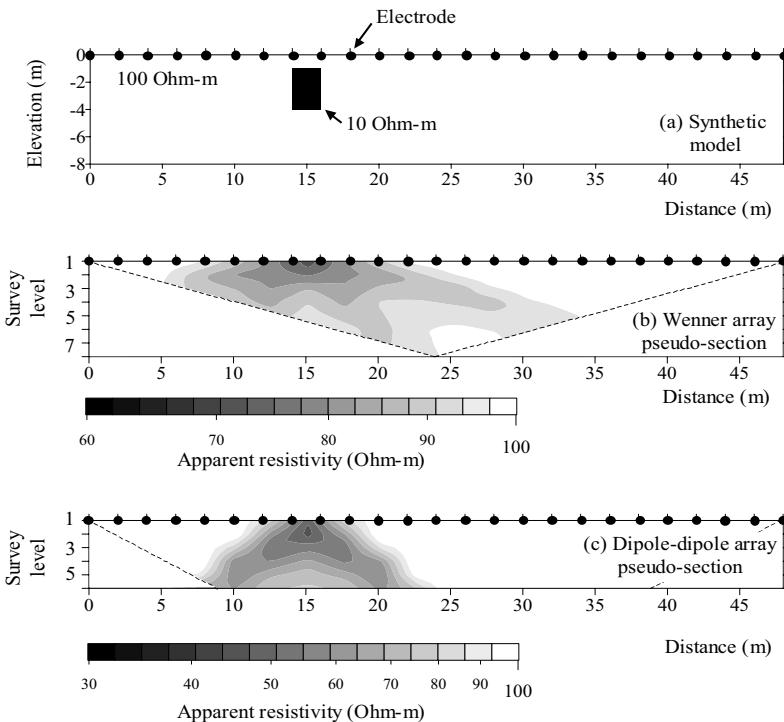 Electrode
Elevation (m)
0
-2
-4
-6
-8
100 Ohm-m
10 Ohm-m
(a) Synthetic
model
0 5 10 15 20 25 30 35 40 45
Distance (m)
Survey
level
1
3
5
7
(b) Wenner array
pseudo-section
0 5 10 15 20 25 30 35 40 45
Distance (m)
60 70 80 90 100
Apparent resistivity (Ohm-m)
Survey
level
1
3
5
(c) Dipole-dipole array
pseudo-section
0 5 10 15 20 25 30 35 40 45
Distance (m)
30 40 50 60 70 80 90 100
Apparent resistivity (Ohm-m)